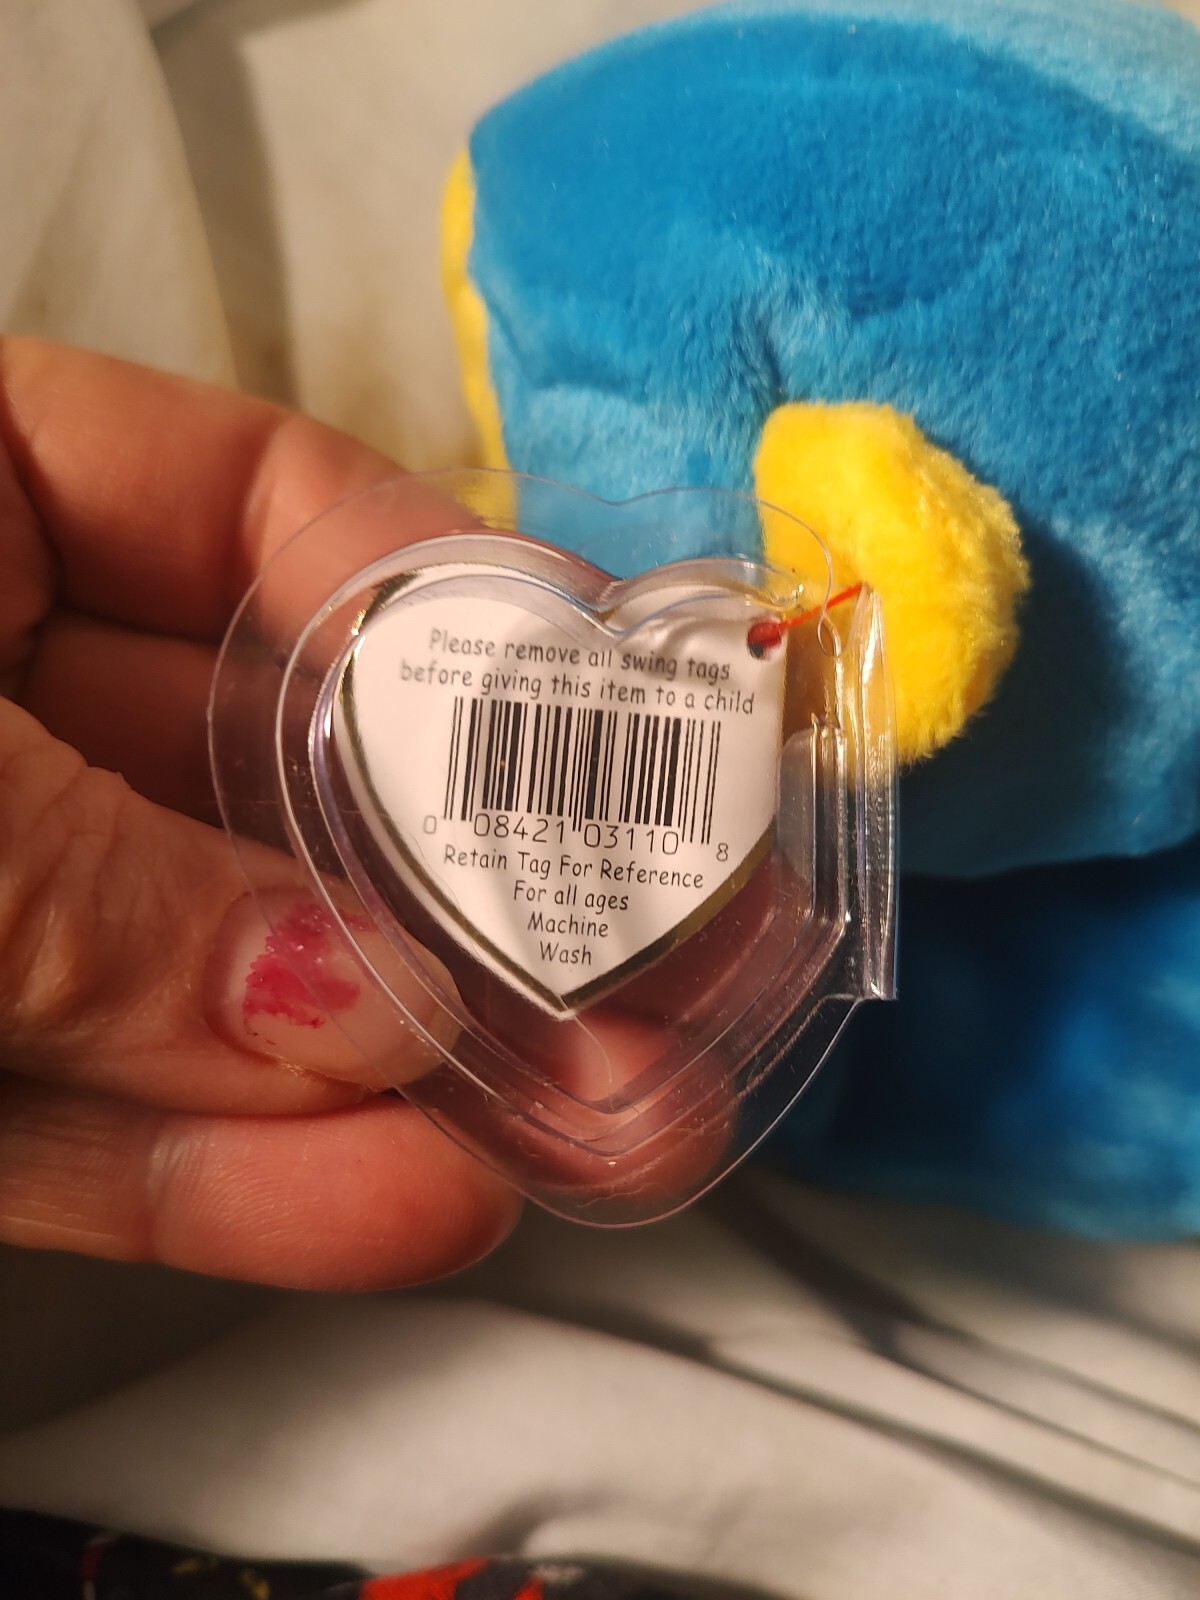 Please remove all swing tags
before giving this item to a child
0 08421 03110 8
Retain Tag For Reference
For all ages
Machine
Wash